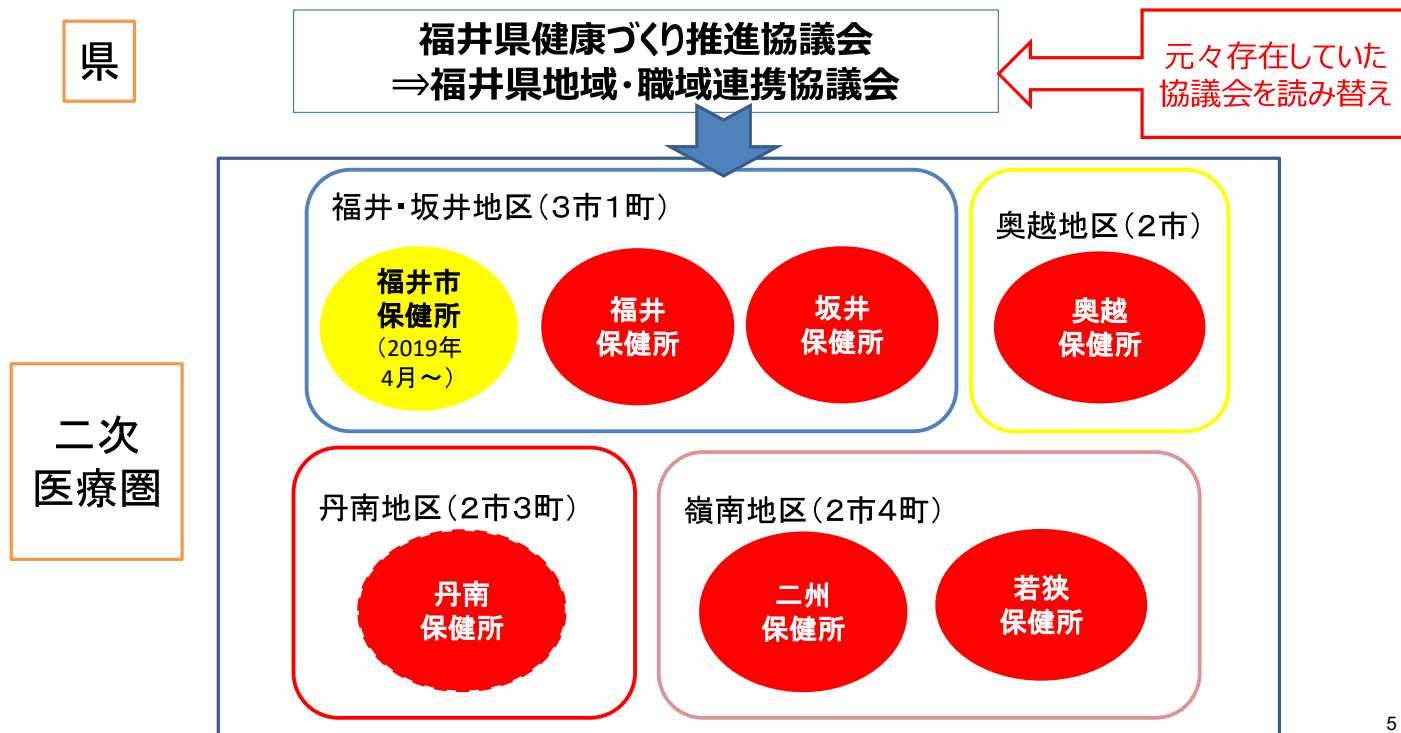 県
福井県健康づくり推進協議会
⇒福井県地域・職域連携協議会
元々存在していた
協議会を読み替え
二次
医療圏
福井・坂井地区(3市1町)
福井市
保健所
(2019年
4月~)
福井
保健所
坂井
保健所
奥越地区(2市)
奥越
保健所
丹南地区(2市3町)
丹南
保健所
嶺南地区(2市4町)
二州
保健所
若狭
保健所
5